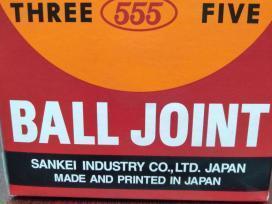 THREE 555 FIVE
BALL JOINT
SANKEI INDUSTRY CO., LTD. JAPAN
MADE AND PRINTED IN JAPAN